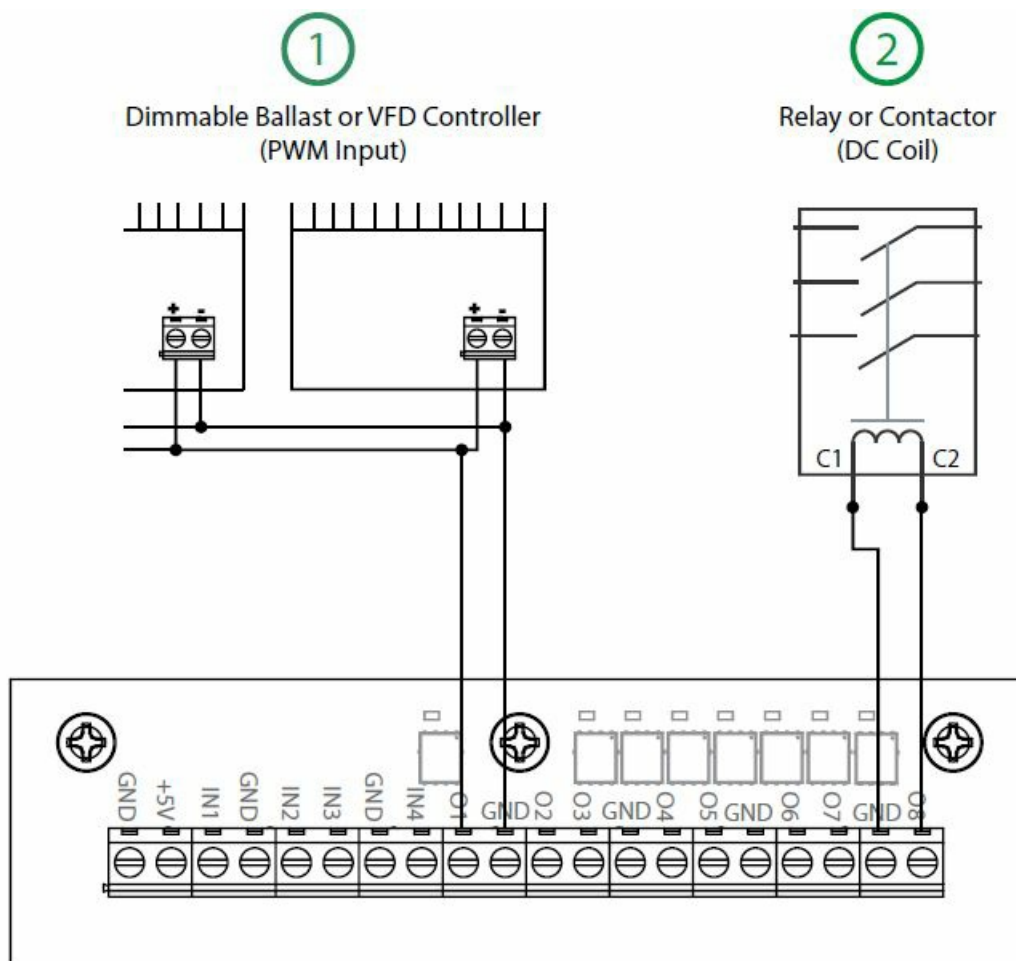 1
Dimmable Ballast or VFD Controller
(PWM Input)
2
Relay or Contactor
(DC Coil)
+ -
+ -
C1
C2
GND
+5V
IN1
GND
IN2
IN3
GND
IN4
O1
GND
O2
O3
GND
O4
O5
GND
O6
O7
GND
O8